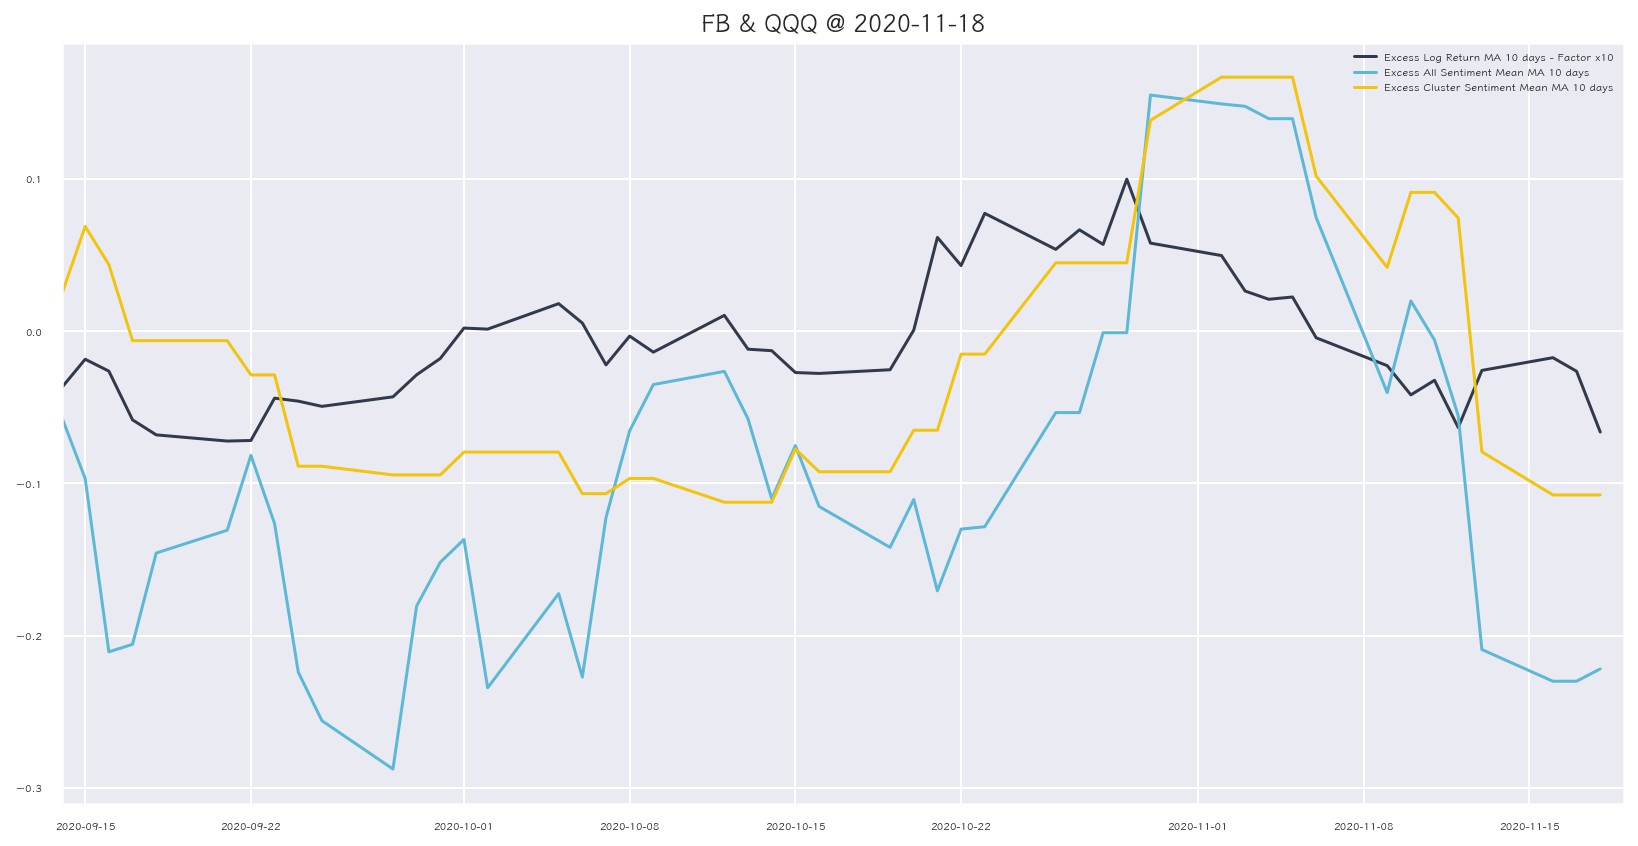 FB & QQQ @ 2020-11-18
Excess Log Return MA 10 days - Factor x10
Excess All Sentiment Mean MA 10 days
Excess Cluster Sentiment Mean MA 10 days
0.1
0.0
−0.1
−0.2
−0.3
2020-09-15 2020-09-22 2020-10-01 2020-10-08 2020-10-15 2020-10-22 2020-11-01 2020-11-08 2020-11-15